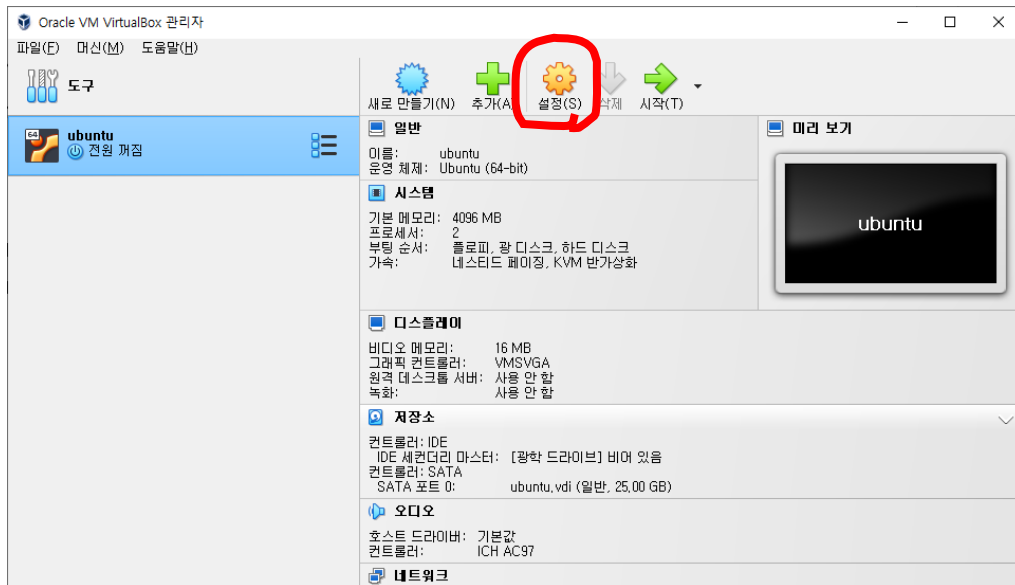 Oracle VM VirtualBox 관리자
파일(F) 머신(M) 도움말(H)
도구
새로 만들기(N) 추가(A) 설정(S) 삭제 시작(T)
64
ubuntu
전원 꺼짐
일반
이름: ubuntu
운영 체제: Ubuntu (64-bit)
미리 보기
ubuntu
시스템
기본 메모리: 4096 MB
프로세서: 2
부팅 순서: 플로피, 광 디스크, 하드 디스크
가속: 네스티드 페이징, KVM 반가상화
디스플레이
비디오 메모리: 16 MB
그래픽 컨트롤러: VMSVGA
원격 데스크톱 서버: 사용 안 함
녹화: 사용 안 함
저장소
컨트롤러: IDE
IDE 세컨더리 마스터: [광학 드라이브] 비어 있음
컨트롤러: SATA
SATA 포트 0: ubuntu.vdi (일반, 25.00 GB)
오디오
호스트 드라이버: 기본값
컨트롤러: ICH AC97
네트워크